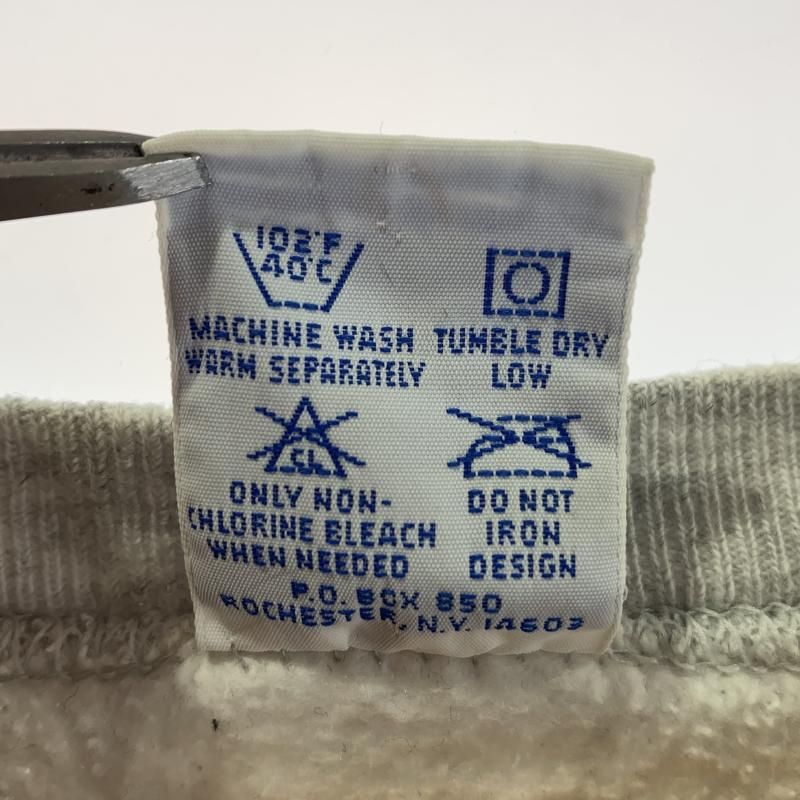 102°F
40°C
MACHINE WASH
WARM SEPARATELY
TUMBLE DRY
LOW
CL
ONLY NON-
CHLORINE BLEACH
WHEN NEEDED
DO NOT
IRON
DESIGN
P.O. BOX 850
ROCHESTER, N.Y. 14603